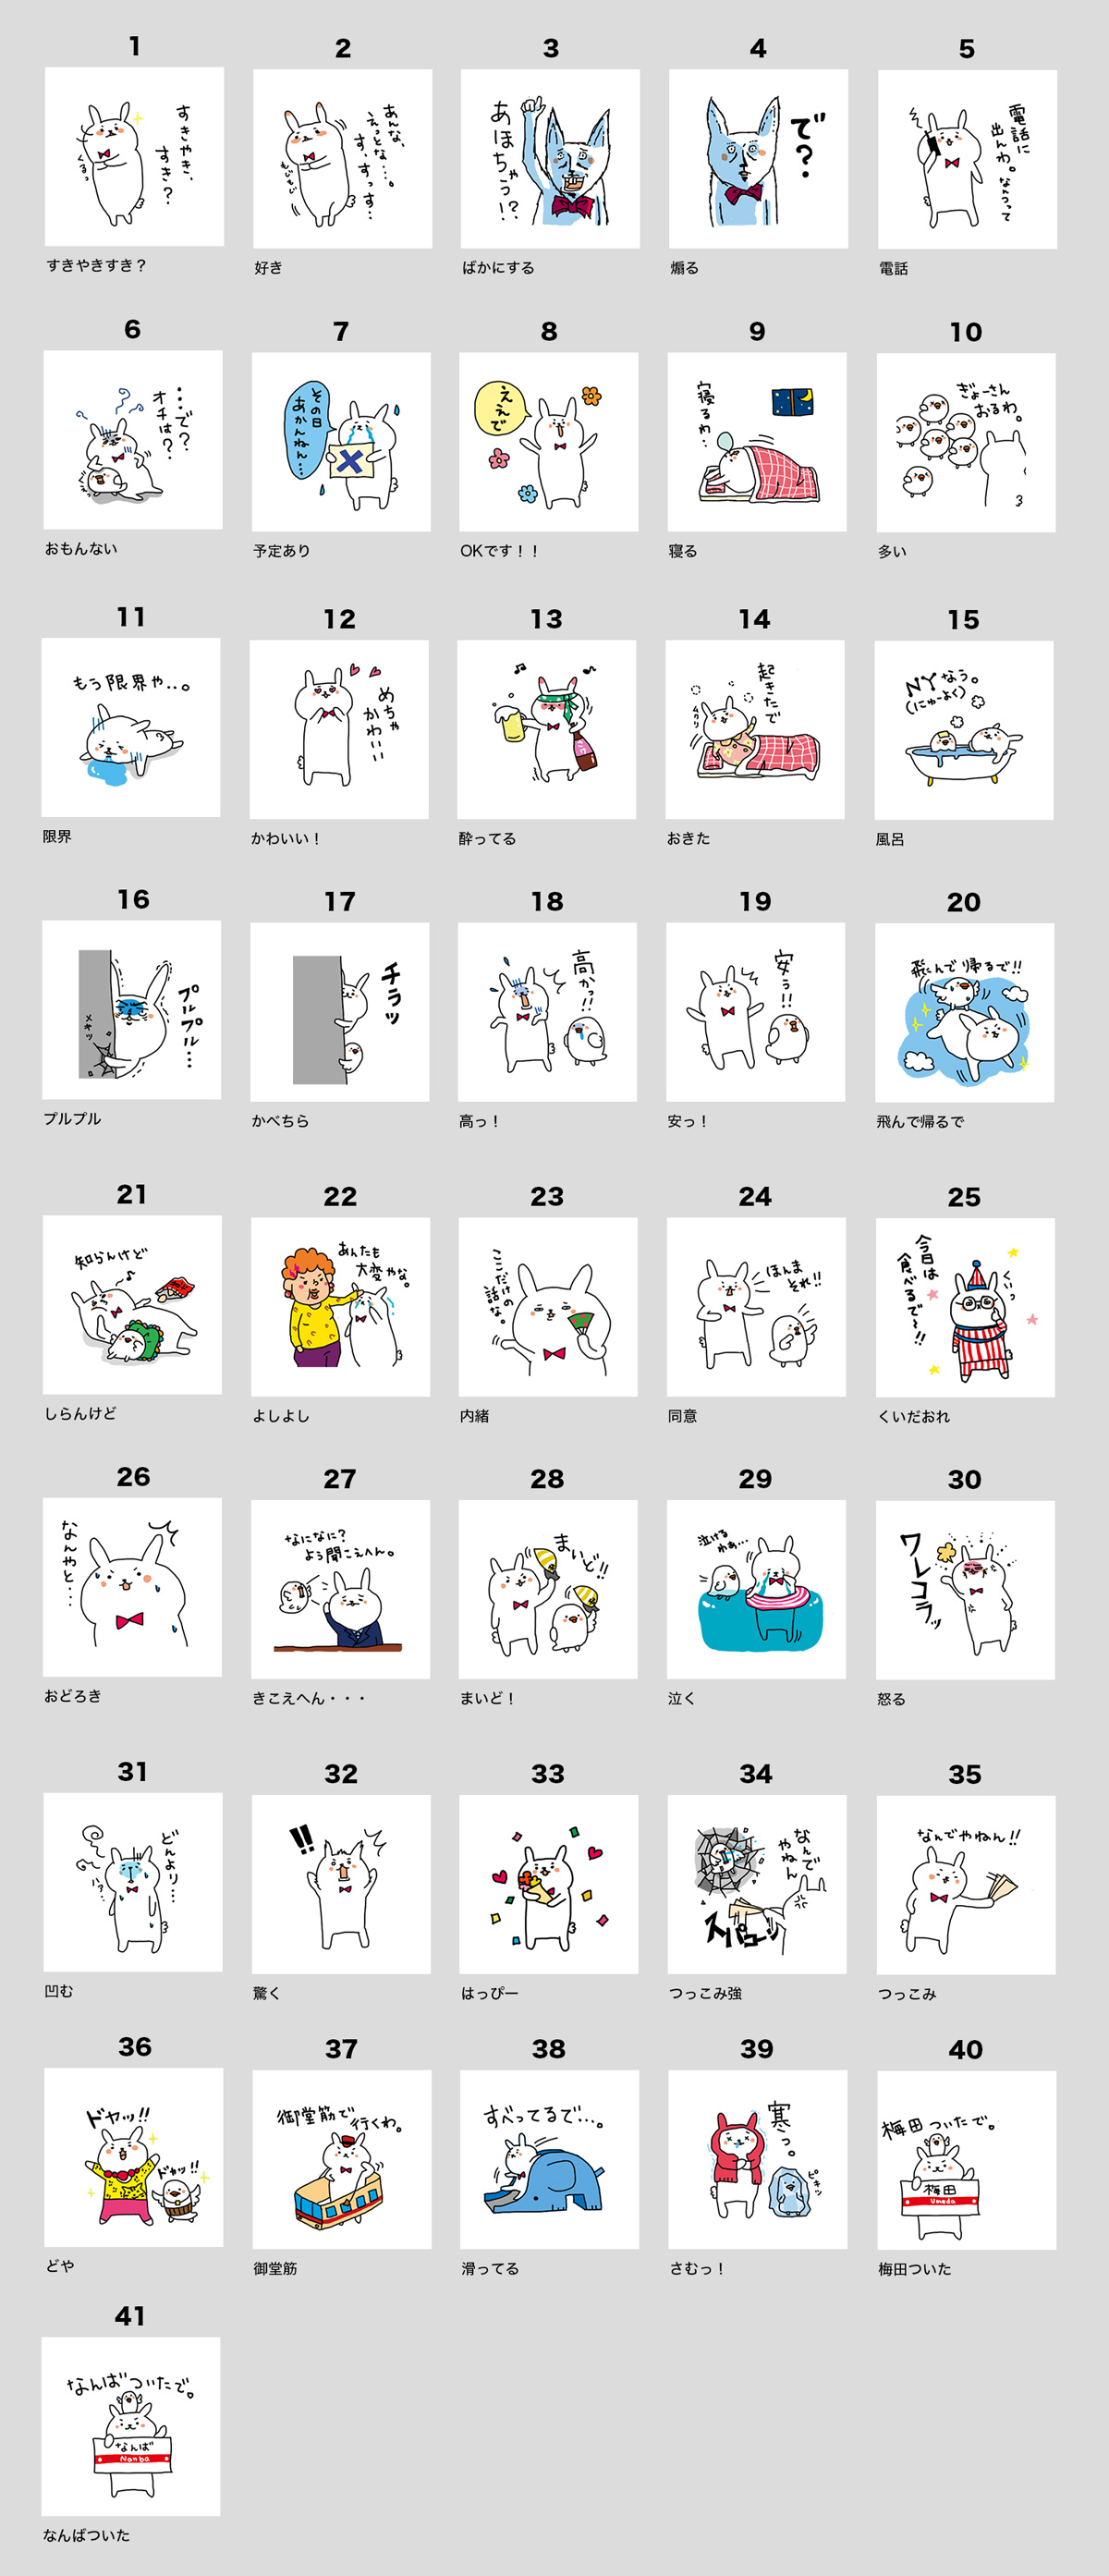 1
すきやき、
すき？
くるっ
すきやきすき？
2
あんな、
えっとな…。
す、すっす…
もじもじ
好き
3
あほちゃう！？
ばかにする
4
で？
煽る
5
電話に
出んわ。なんつって
電話
6
…で？
オチは？
おもんない
7
その日
あかんねん…
予定あり
8
ええで
OKです！！
9
寝るわ…
寝る
10
ぎょーさん
おるわ。
多い
11
もう限界や…。
限界
12
めちゃ
かわいい
かわいい！
13
酔ってる
14
起きたで
ムクリ
おきた
15
NYなう。
(にゅーよく)
風呂
16
プルプル…
メキッ
プルプル
17
チラッ
かべちら
18
高かっ!!
高っ！
19
安う!!
安っ！
20
飛んで帰るで!!
飛んで帰るで
21
知らんけど
しらんけど
22
あんたも
大変やな。
よしよし
23
ここだけの
話な。
内緒
24
ほんま
それ!!
同意
25
今日は
食べるで〜!!
くいっ
くいだおれ
26
なんやと…
おどろき
27
なになに？
よう聞こえへん。
きこえへん・・・
28
まいど!!
まいど！
29
泣ける
わぁ…
泣く
30
ワレコラッ
怒る
31
どんより…
ハァ
凹む
32
!!
驚く
33
はっぴー
34
なんで
やねん
スパコーン
つっこみ強
35
なんでやねん!!
つっこみ
36
ドヤッ!!
ドヤッ!!
どや
37
御堂筋で
行くわ。
御堂筋
38
すべってるで…。
滑ってる
39
寒っ。
ピキッ
さむっ！
40
梅田ついたで。
梅田
Umeda
梅田ついた
41
なんばついたで。
なんば
Nanba
なんばついた